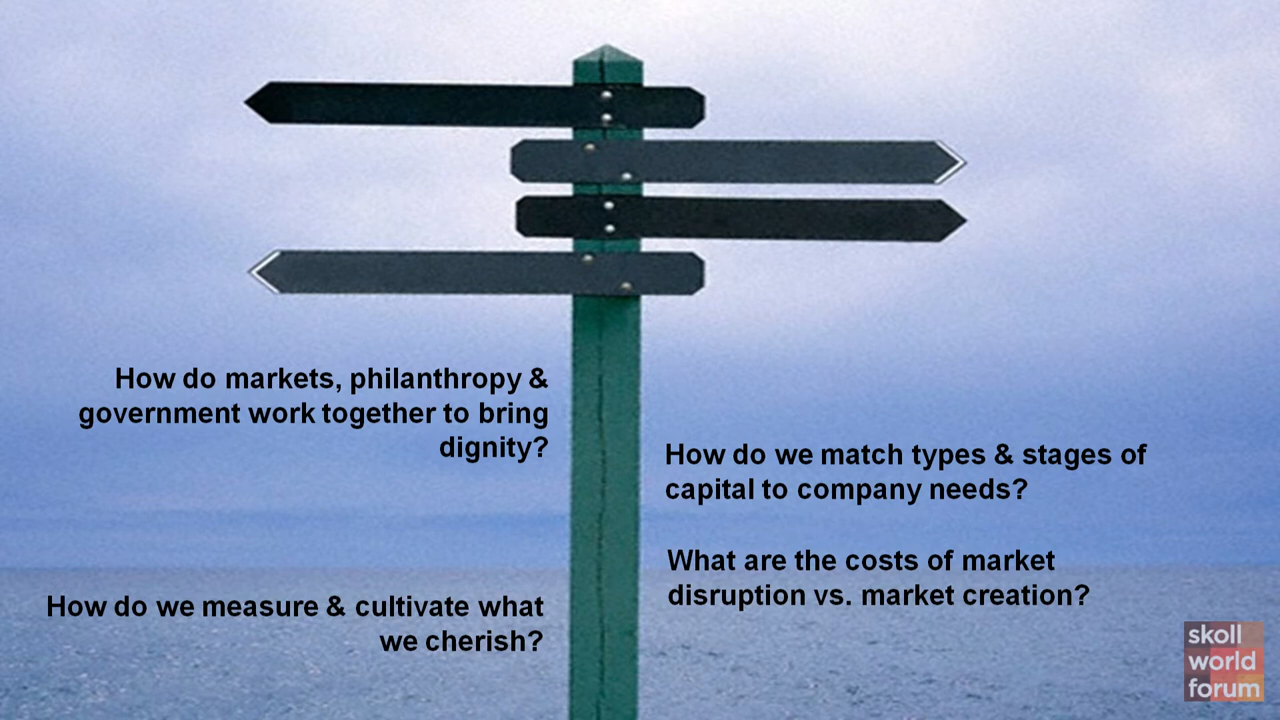 How do markets, philanthropy &
government work together to bring
dignity?
How do we match types & stages of
capital to company needs?
What are the costs of market
disruption vs. market creation?
How do we measure & cultivate what
we cherish?
skoll
world
forum